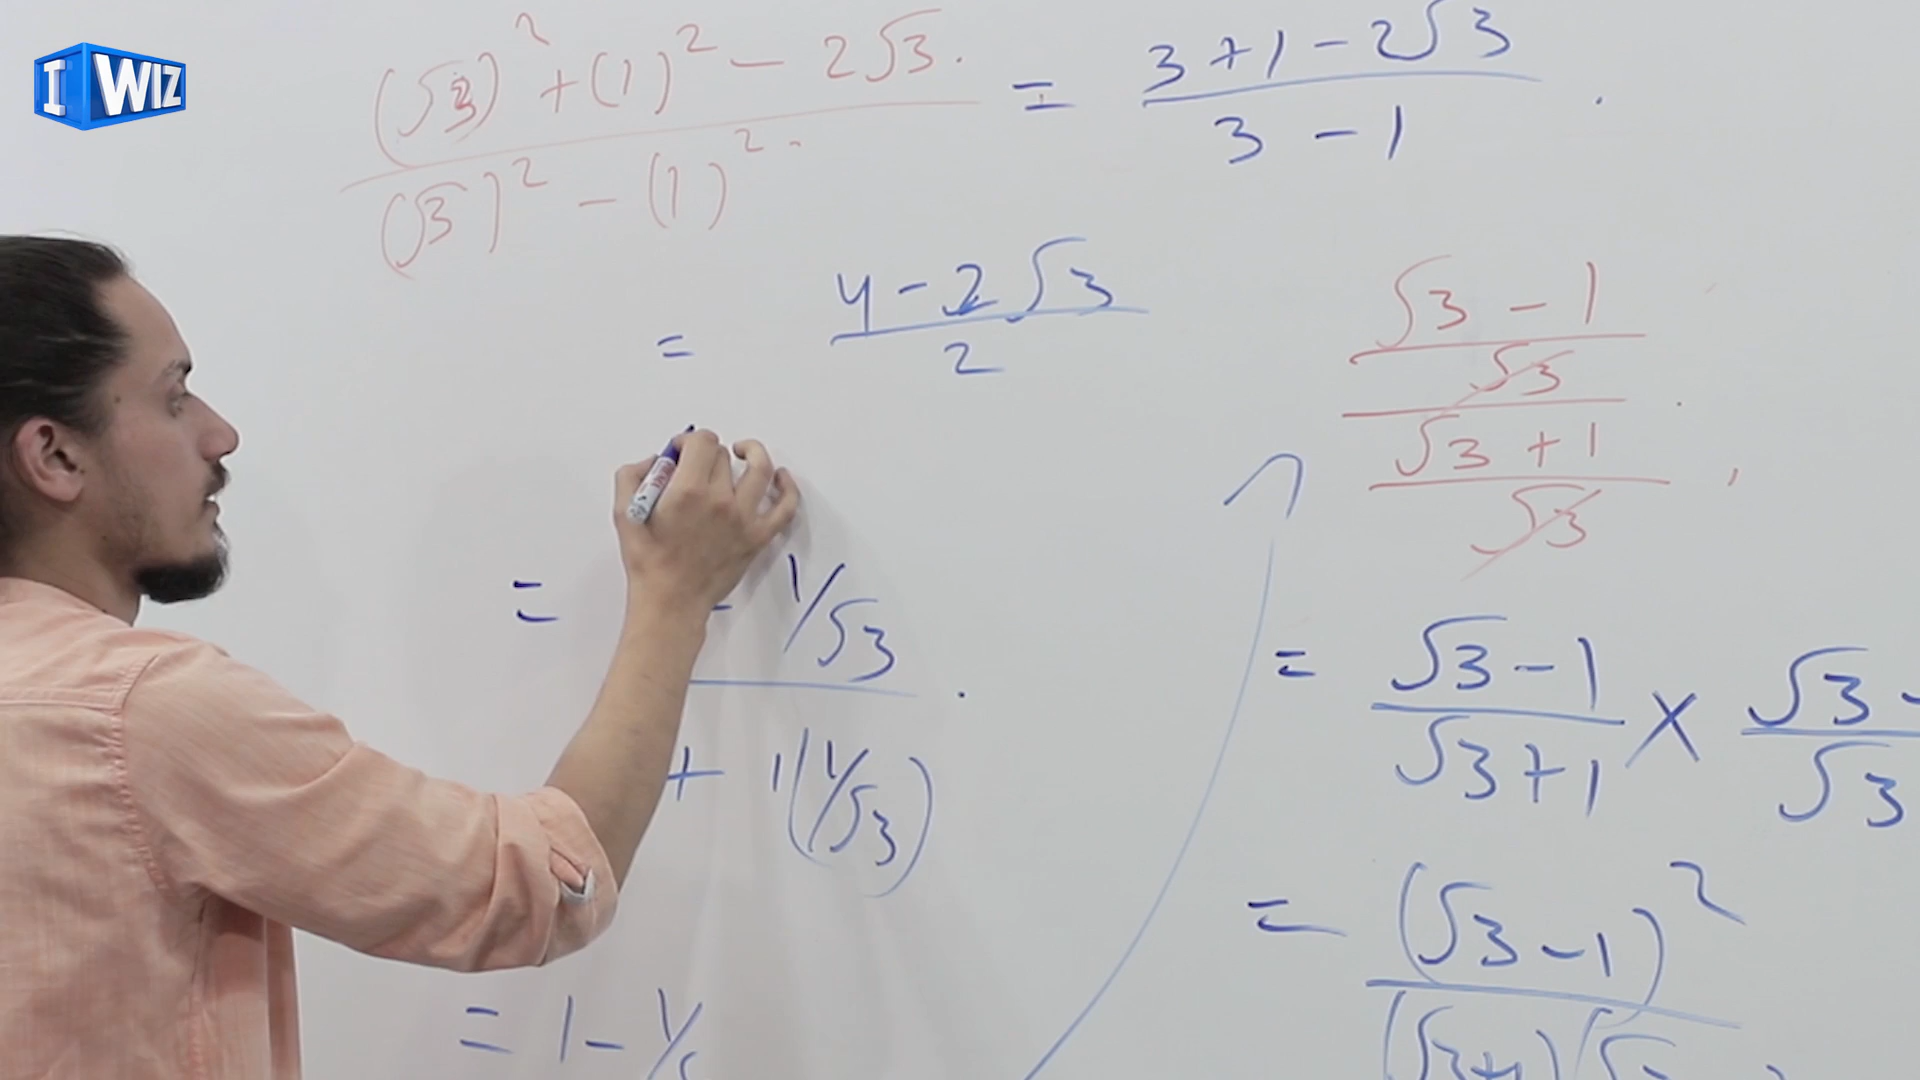 I WIZ
(√3)² + (1)² - 2√3.
(√3)² - (1)².
= 3 + 1 - 2√3
3 - 1
= 4 - 2√3
2
= - 1/√3
+ 1(1/√3)
= 1 - 1/
√3 - 1
√3
√3 + 1
√3
= √3 - 1 × √3 -
√3 + 1 √3
= (√3 - 1)²
(√3+1)(√3